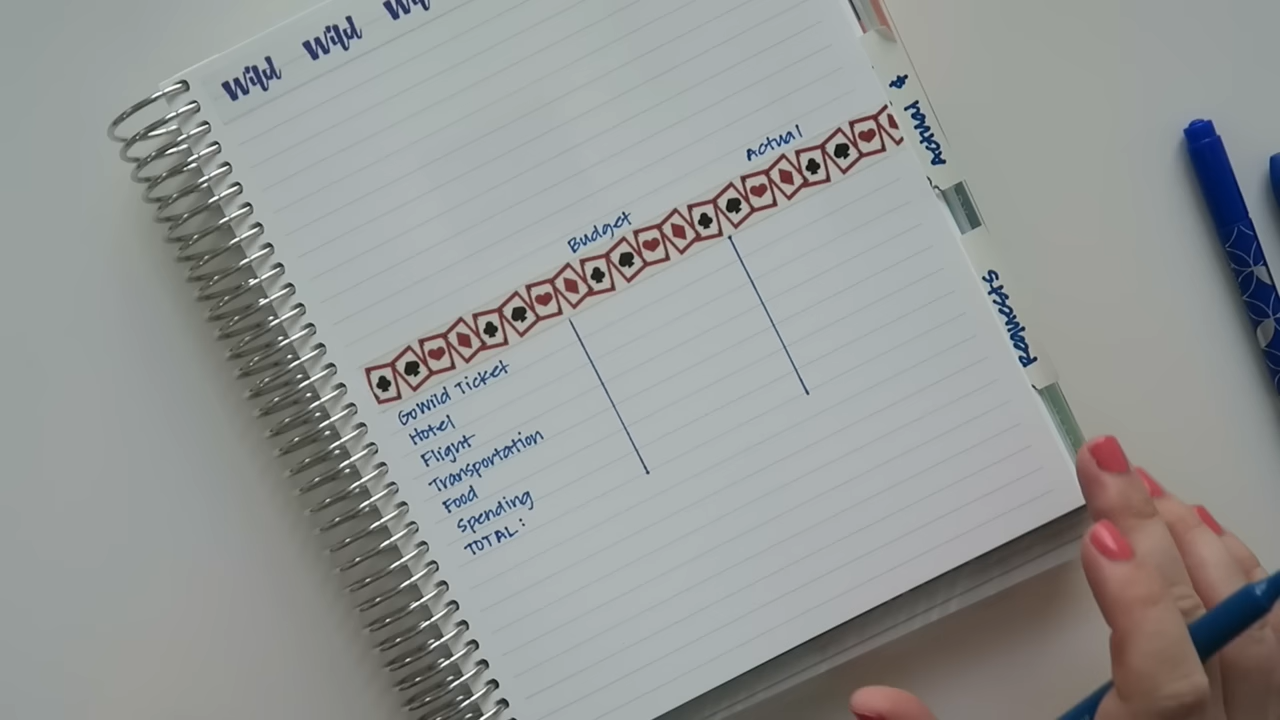 Wild Wild
Budget Actual
GoWild Ticket
Hotel
Flight
Transportation
Food
Spending
TOTAL:
Actual &
Requests